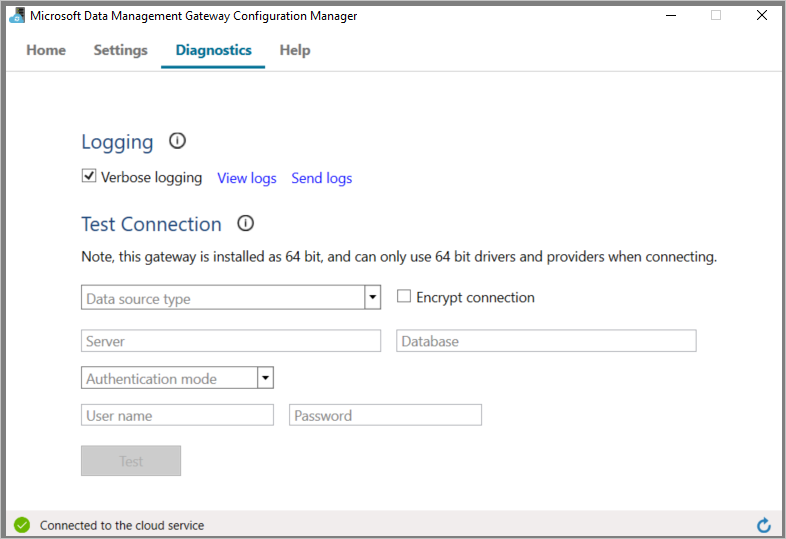 Microsoft Data Management Gateway Configuration Manager
Home Settings Diagnostics Help
Logging
Verbose logging View logs Send logs
Test Connection
Note, this gateway is installed as 64 bit, and can only use 64 bit drivers and providers when connecting.
Data source type Encrypt connection
Server Database
Authentication mode
User name Password
Test
Connected to the cloud service